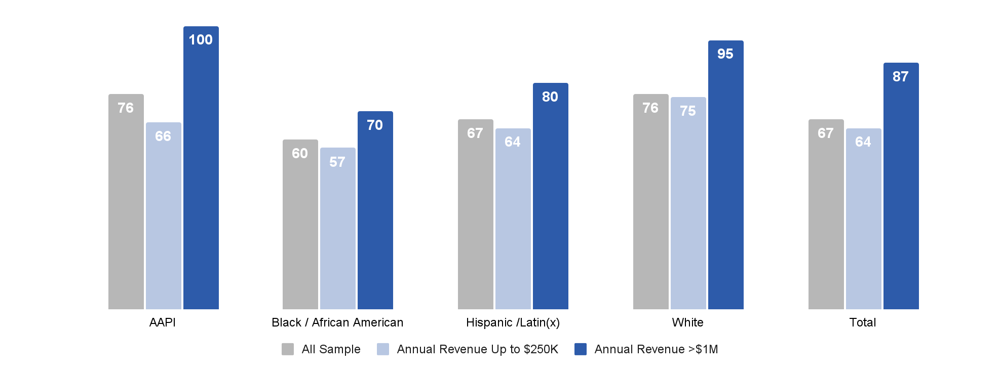 100
95
87
80
76
76
75
70
67
67
66
64
64
60
57
AAPI
Black / African American
Hispanic /Latin(x)
White
Total
All Sample
Annual Revenue Up to $250K
Annual Revenue >$1M